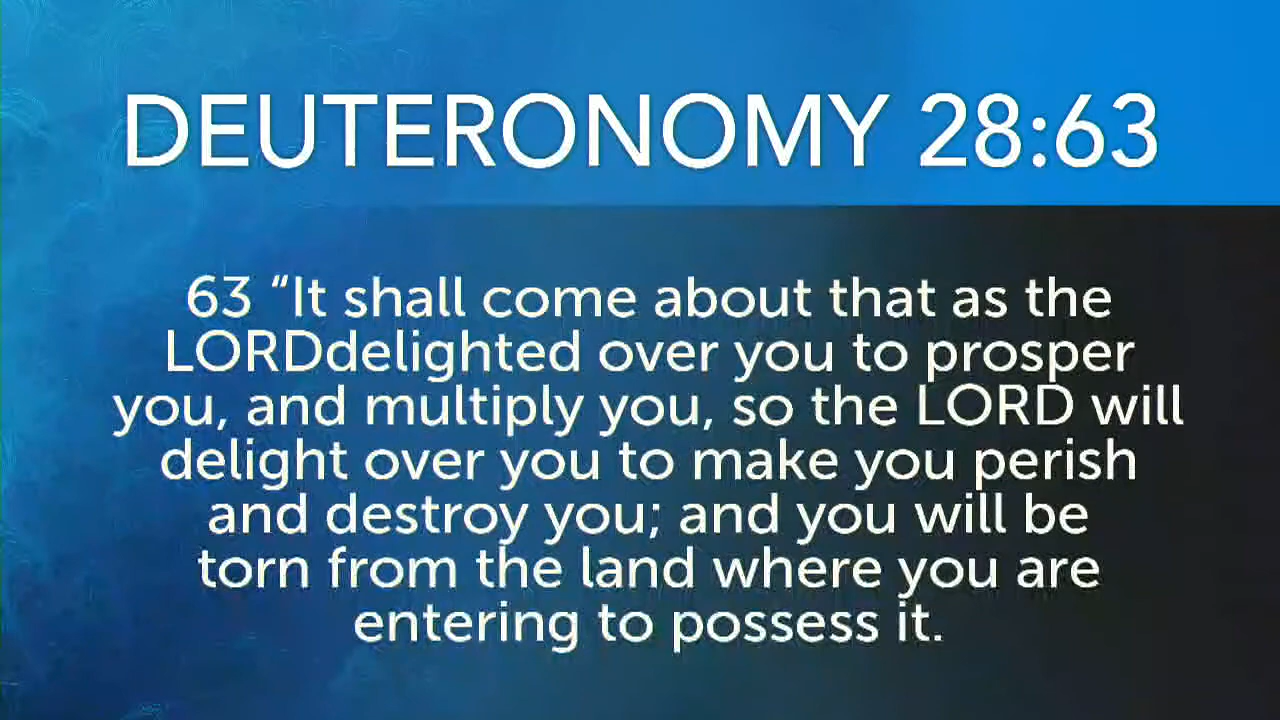 DEUTERONOMY 28:63
63 “It shall come about that as the
LORDdelighted over you to prosper
you, and multiply you, so the LORD will
delight over you to make you perish
and destroy you; and you will be
torn from the land where you are
entering to possess it.